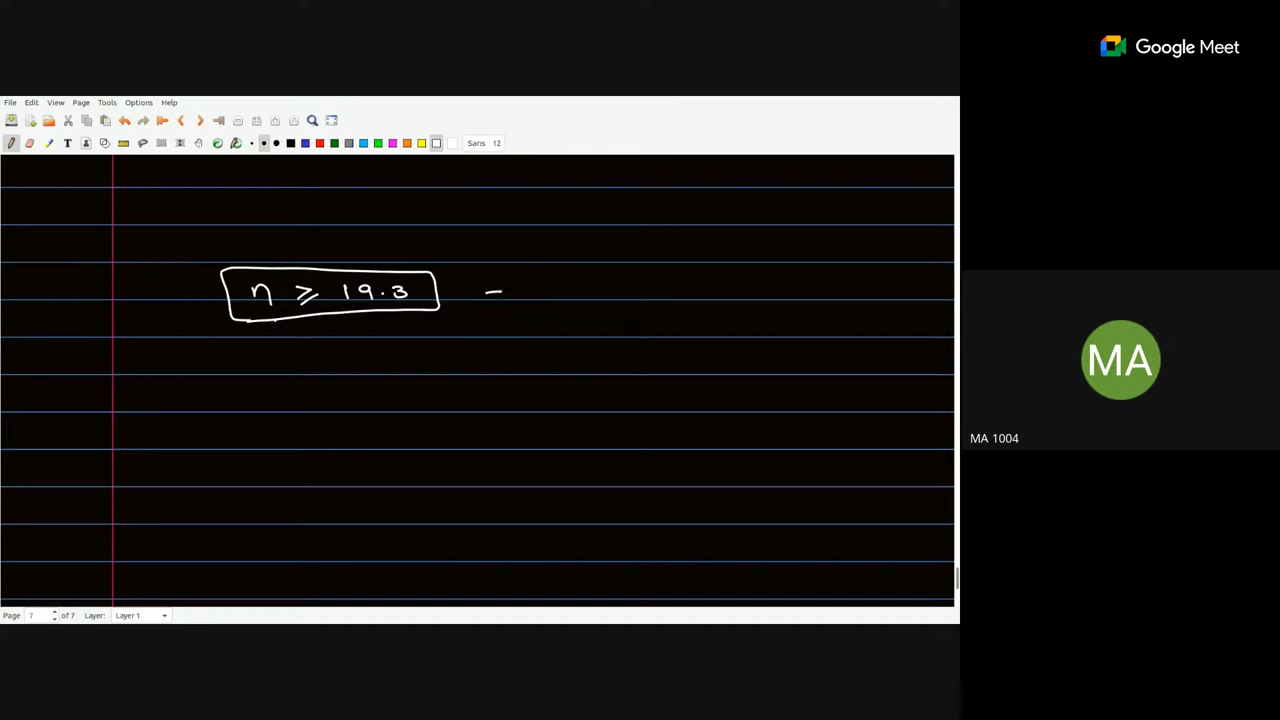 Google Meet
File Edit View Page Tools Options Help
T Sans 12
n ⩾ 19.3 –
MA
MA 1004
Page 7 of 7 Layer: Layer 1